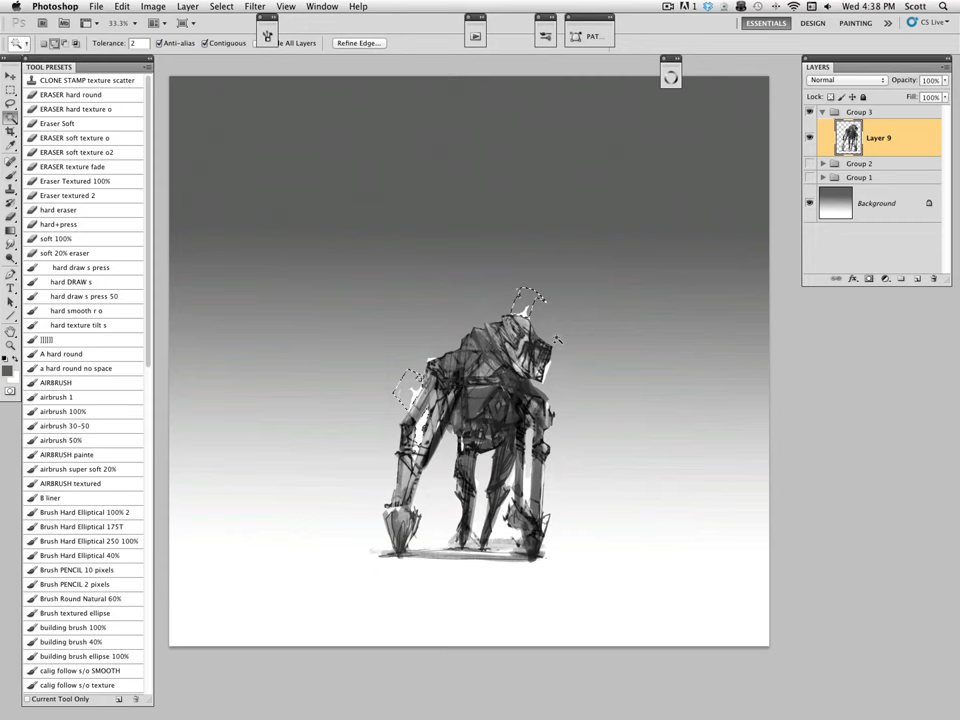 Photoshop File Edit Image Layer Select Filter View Window Help
1 Wed 4:38 PM Scott
Ps Br Mb 33.3%
ESSENTIALS DESIGN PAINTING CS Live
Tolerance: 2 Anti-alias Contiguous All Layers Refine Edge...
PAT...
TOOL PRESETS
CLONE STAMP texture scatter
ERASER hard round
ERASER hard texture o
Eraser Soft
ERASER soft texture o
ERASER soft texture o2
ERASER texture fade
Eraser Textured 100%
Eraser textured 2
hard eraser
hard+press
soft 100%
soft 20% eraser
hard draw s press
hard DRAW s
hard draw s press 50
hard smooth r o
hard texture tilt s
]]]]]]
A hard round
a hard round no space
AIRBRUSH
airbrush 1
airbrush 100%
airbrush 30-50
airbrush 50%
AIRBRUSH painte
airbrush super soft 20%
AIRBRUSH textured
B liner
Brush Hard Elliptical 100% 2
Brush Hard Elliptical 175T
Brush Hard Elliptical 250 100%
Brush Hard Elliptical 40%
Brush PENCIL 10 pixels
Brush PENCIL 2 pixels
Brush Round Natural 60%
Brush textured ellipse
building brush 100%
building brush 40%
building brush ellipse 100%
calig follow s/o SMOOTH
calig follow s/o texture
Current Tool Only
LAYERS
Normal Opacity: 100%
Lock: Fill: 100%
Group 3
Layer 9
Group 2
Group 1
Background